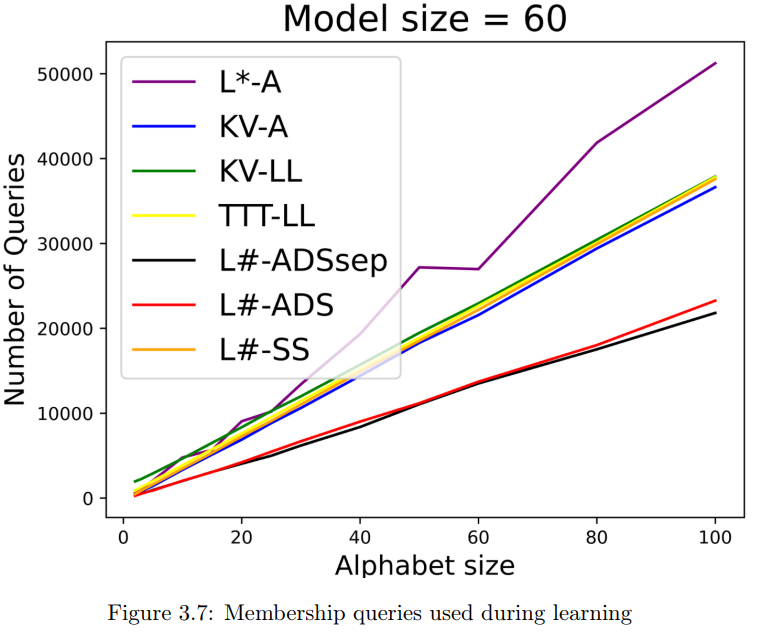 Model size = 60
50000
40000
30000
20000
10000
0
Number of Queries
L*-A
KV-A
KV-LL
TTT-LL
L#-ADSsep
L#-ADS
L#-SS
0 20 40 60 80 100
Alphabet size
Figure 3.7: Membership queries used during learning